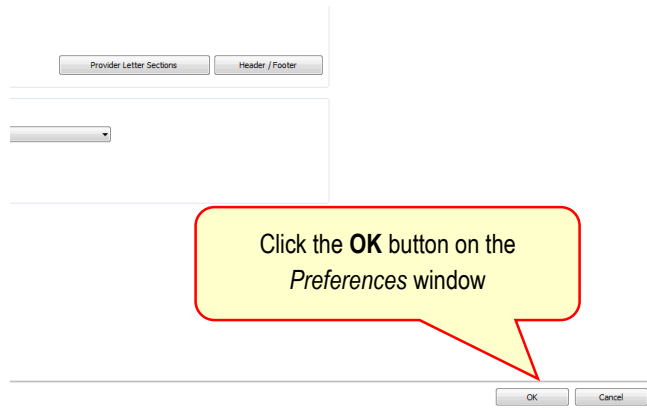 Provider Letter Sections Header / Footer
Click the OK button on the
Preferences window
OK Cancel